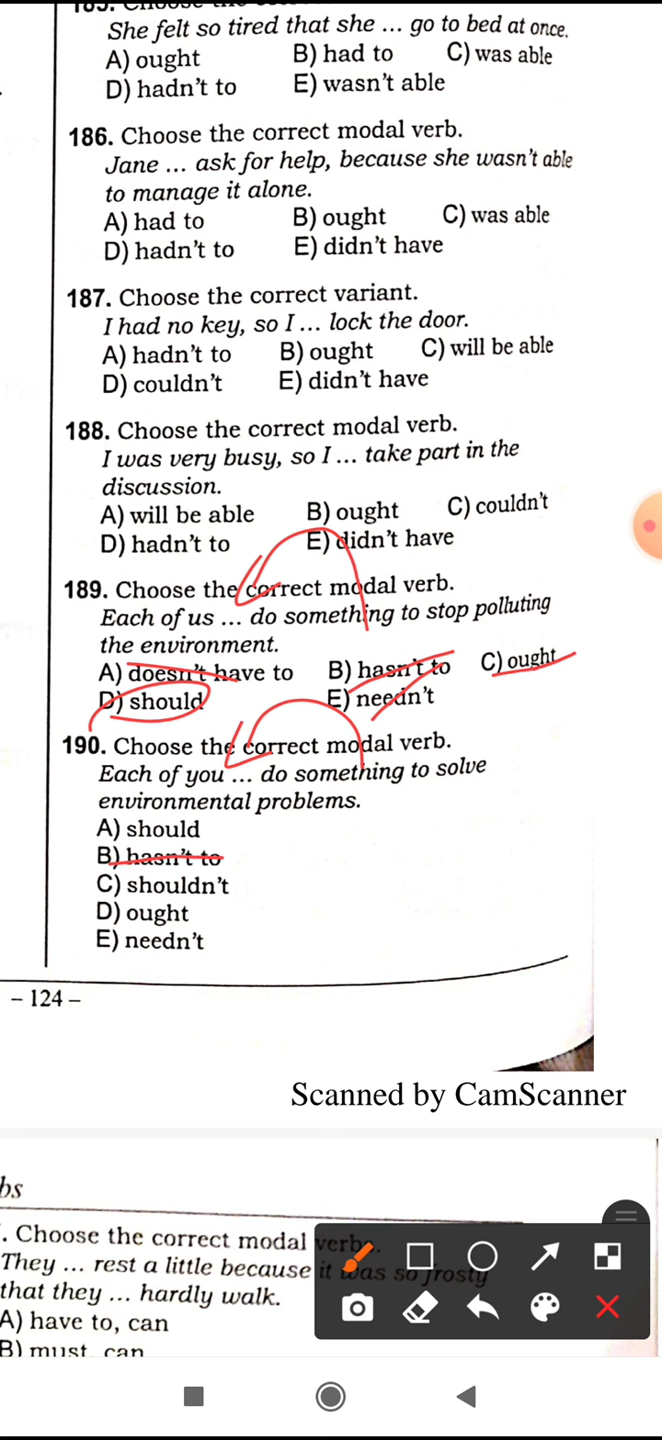 185. Choose the
She felt so tired that she ... go to bed at once.
A) ought B) had to C) was able
D) hadn't to E) wasn't able
186. Choose the correct modal verb.
Jane ... ask for help, because she wasn't able
to manage it alone.
A) had to B) ought C) was able
D) hadn't to E) didn't have
187. Choose the correct variant.
I had no key, so I ... lock the door.
A) hadn't to B) ought C) will be able
D) couldn't E) didn't have
188. Choose the correct modal verb.
I was very busy, so I ... take part in the
discussion.
A) will be able B) ought C) couldn't
D) hadn't to E) didn't have
189. Choose the correct modal verb.
Each of us ... do something to stop polluting
the environment.
A) doesn't have to B) hasn't to C) ought
D) should E) needn't
190. Choose the correct modal verb.
Each of you ... do something to solve
environmental problems.
A) should
B) hasn't to
C) shouldn't
D) ought
E) needn't
– 124 –
Scanned by CamScanner
bs
. Choose the correct modal verbs.
They ... rest a little because it was so frosty
that they ... hardly walk.
A) have to, can
B) must, can